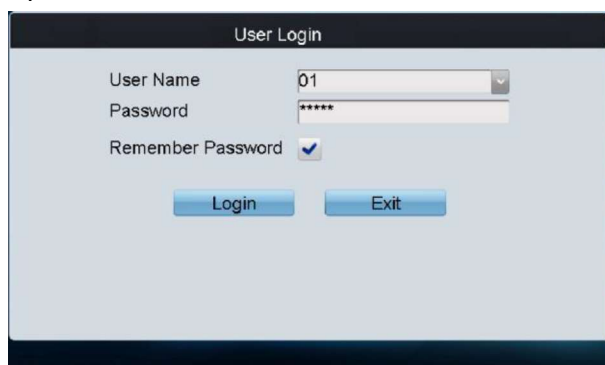 User Login
User Name 01
Password *****
Remember Password
Login Exit